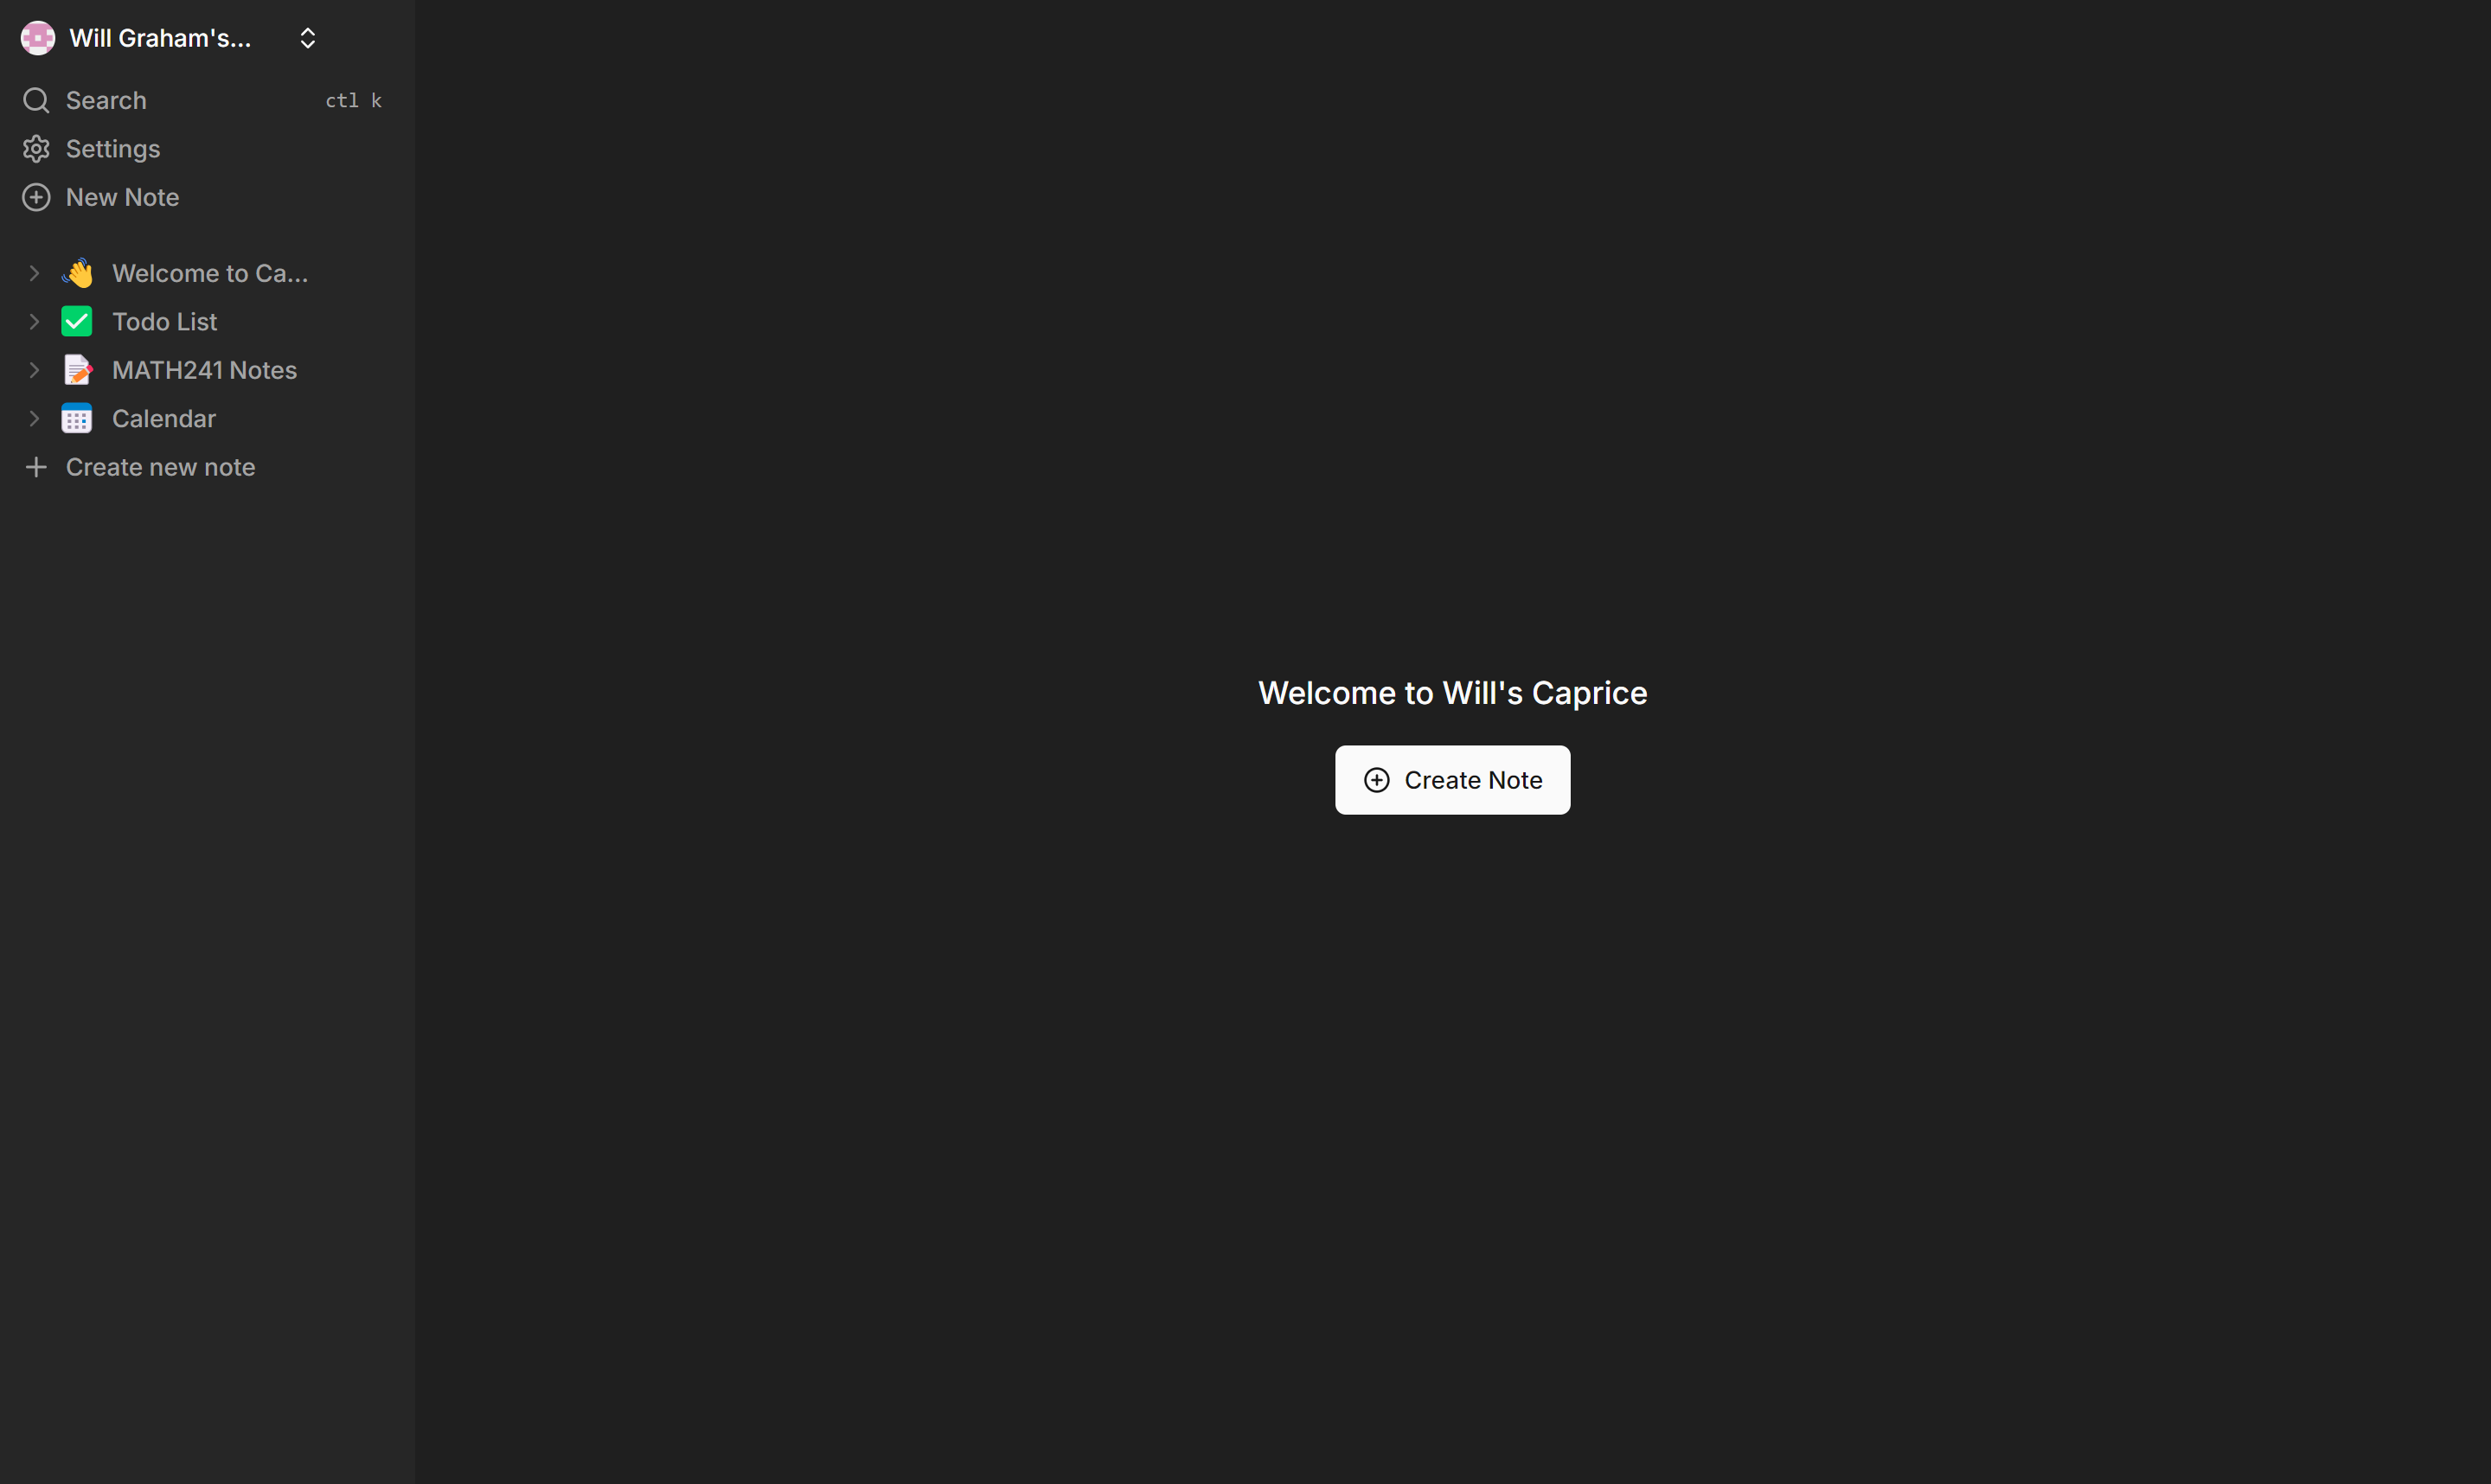 Will Graham's...
Search ctl k
Settings
New Note
Welcome to Ca...
Todo List
MATH241 Notes
Calendar
Create new note
Welcome to Will's Caprice
Create Note